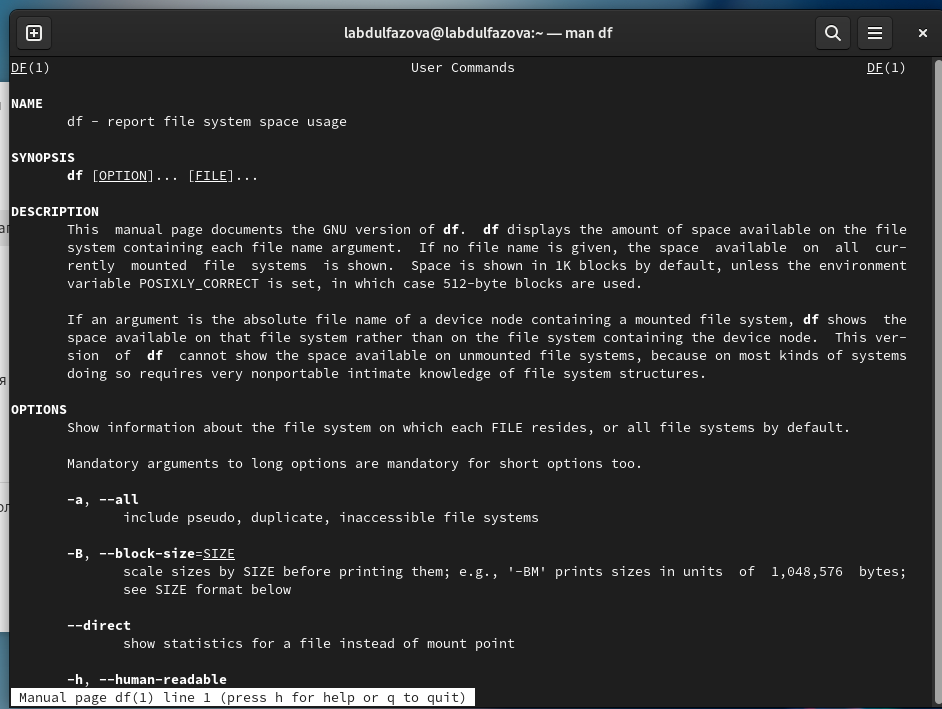 labdulfazova@labdulfazova:~ — man df
DF(1) User Commands DF(1)
NAME
df - report file system space usage
SYNOPSIS
df [OPTION]... [FILE]...
DESCRIPTION
This manual page documents the GNU version of df. df displays the amount of space available on the file
system containing each file name argument. If no file name is given, the space available on all cur-
rently mounted file systems is shown. Space is shown in 1K blocks by default, unless the environment
variable POSIXLY_CORRECT is set, in which case 512-byte blocks are used.
If an argument is the absolute file name of a device node containing a mounted file system, df shows the
space available on that file system rather than on the file system containing the device node. This ver-
sion of df cannot show the space available on unmounted file systems, because on most kinds of systems
doing so requires very nonportable intimate knowledge of file system structures.
OPTIONS
Show information about the file system on which each FILE resides, or all file systems by default.
Mandatory arguments to long options are mandatory for short options too.
-a, --all
include pseudo, duplicate, inaccessible file systems
-B, --block-size=SIZE
scale sizes by SIZE before printing them; e.g., '-BM' prints sizes in units of 1,048,576 bytes;
see SIZE format below
--direct
show statistics for a file instead of mount point
-h, --human-readable
Manual page df(1) line 1 (press h for help or q to quit)